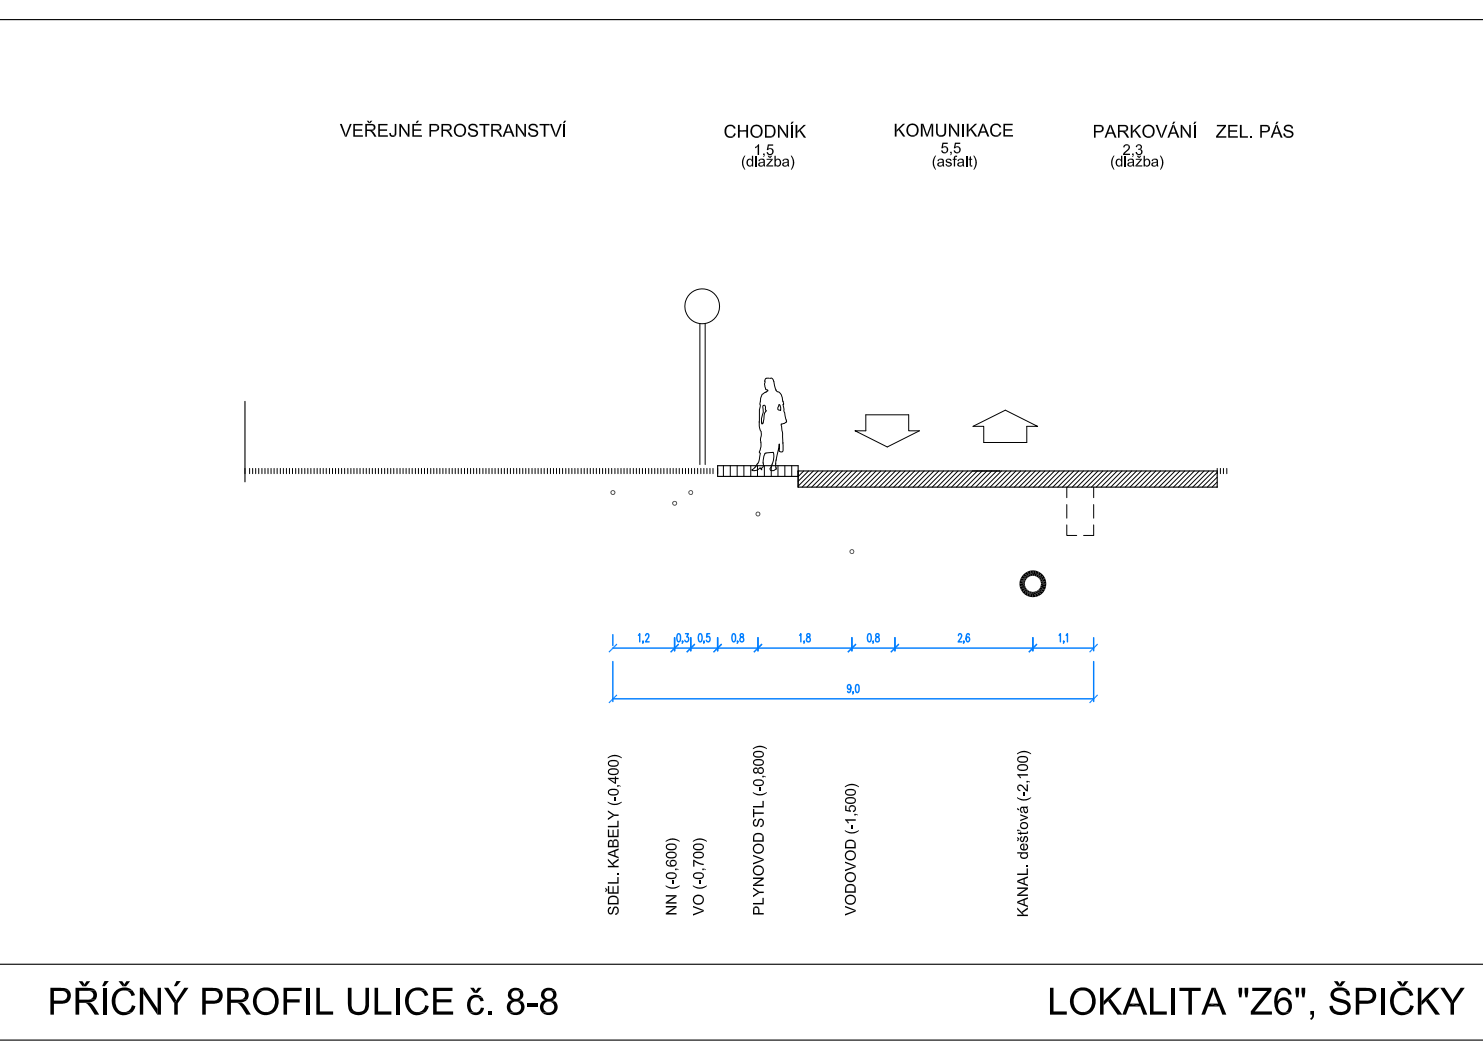 VEŘEJNÉ PROSTRANSTVÍ
CHODNÍK
1,5
(dlažba)
KOMUNIKACE
5,5
(asfalt)
PARKOVÁNÍ
2,3
(dlažba)
ZEL. PÁS
1,2 0,3 0,5 0,8 1,8 0,8 2,6 1,1
9,0
SDĚL. KABELY (-0,400)
NN (-0,600)
VO (-0,700)
PLYNOVOD STL (-0,800)
VODOVOD (-1,500)
KANAL. dešťová (-2,100)
PŘÍČNÝ PROFIL ULICE č. 8-8
LOKALITA "Z6", ŠPIČKY